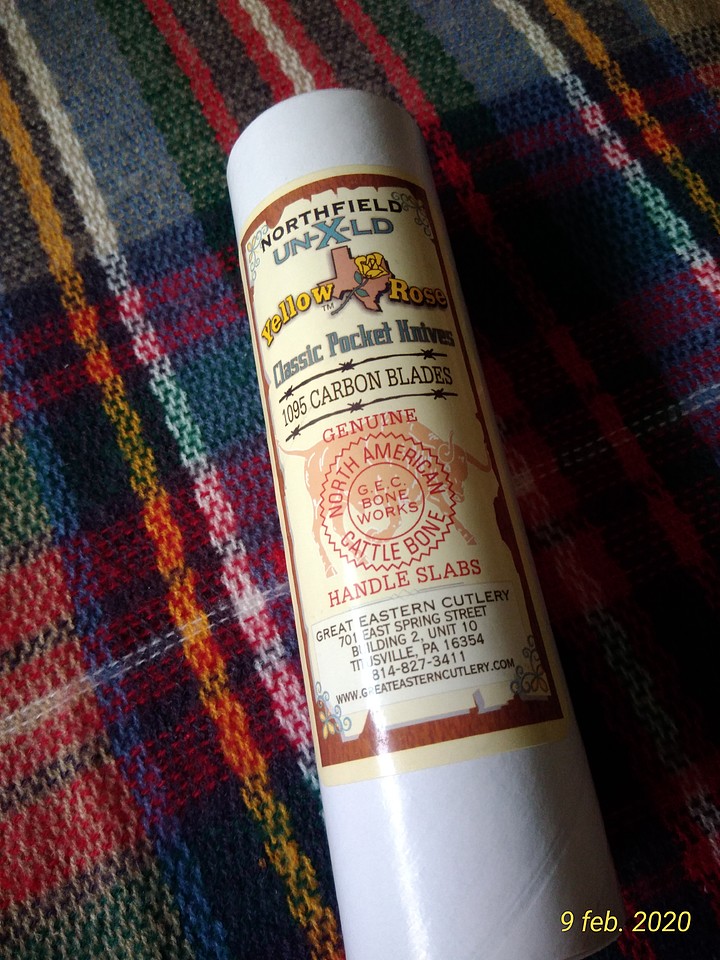 NORTHFIELD
UN-X-LD
Yellow Rose
TM
Classic Pocket Knives
1095 CARBON BLADES
GENUINE
NORTH AMERICAN
G.E.C.
BONE
WORKS
CATTLE BONE
HANDLE SLABS
GREAT EASTERN CUTLERY
701 EAST SPRING STREET
BUILDING 2, UNIT 10
TITUSVILLE, PA 16354
814-827-3411
WWW.GREATEASTERNCUTLERY.COM
9 feb. 2020